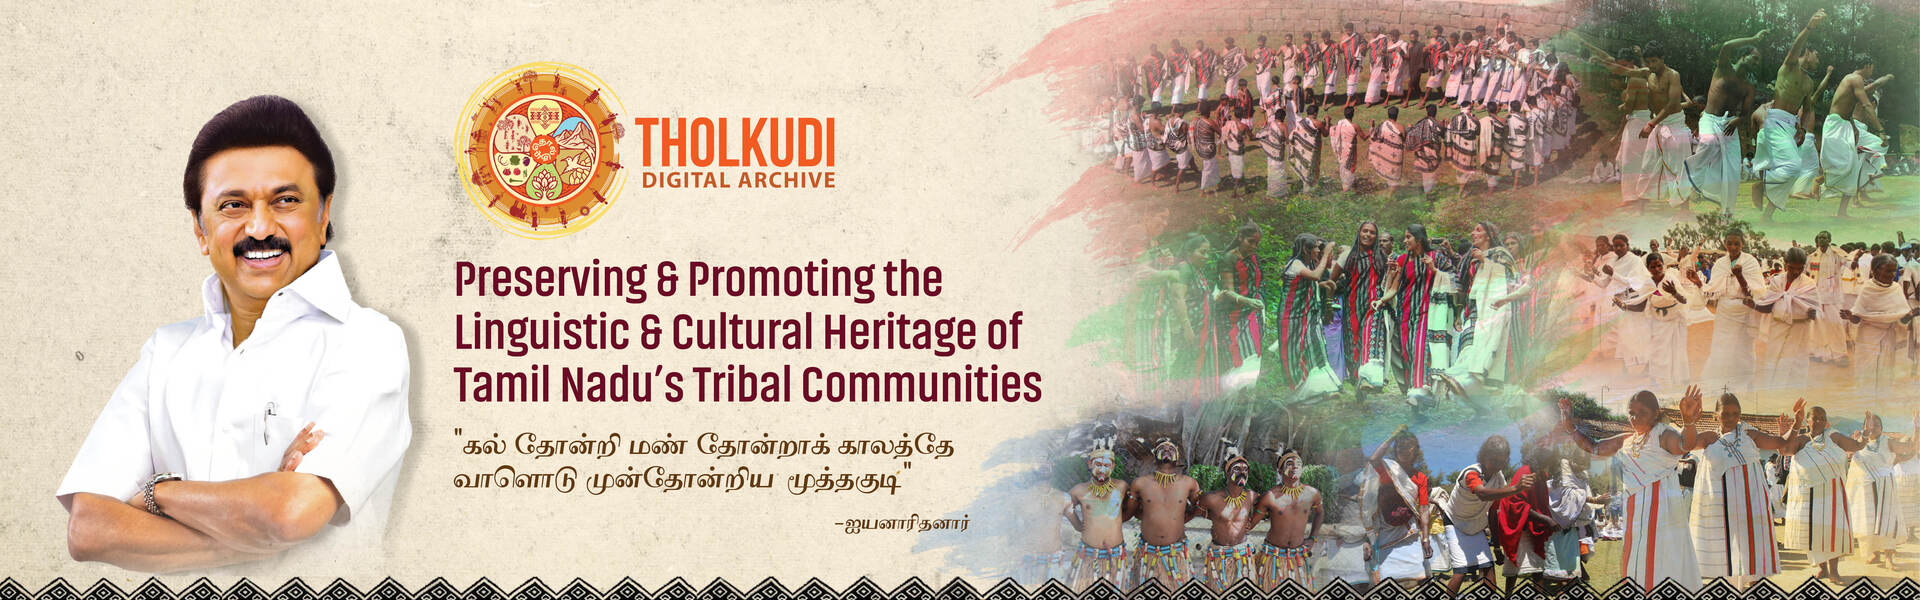 THOLKUDI
DIGITAL ARCHIVE
Preserving & Promoting the
Linguistic & Cultural Heritage of
Tamil Nadu's Tribal Communities
"கல் தோன்றி மண் தோன்றாக் காலத்தே
வாளொடு முன்தோன்றிய மூத்தகுடி"
-ஐயனாரிதனார்